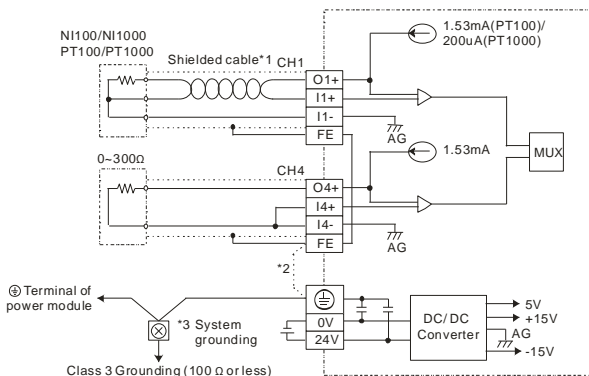 NI100/NI1000
PT100/PT1000
Shielded cable*1
CH1
O1+
I1+
I1-
FE
1.53mA(PT100)/
200uA(PT1000)
AG
MUX
0~300Ω
CH4
O4+
I4+
I4-
FE
1.53mA
AG
*2
Terminal of
power module
*3 System
grounding
Class 3 Grounding (100 Ω or less)
0V
24V
DC/DC
Converter
5V
+15V
AG
-15V